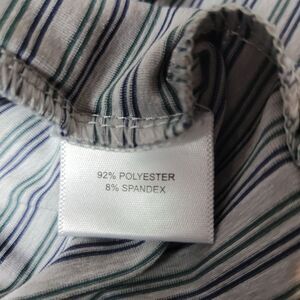 92% POLYESTER
8% SPANDEX